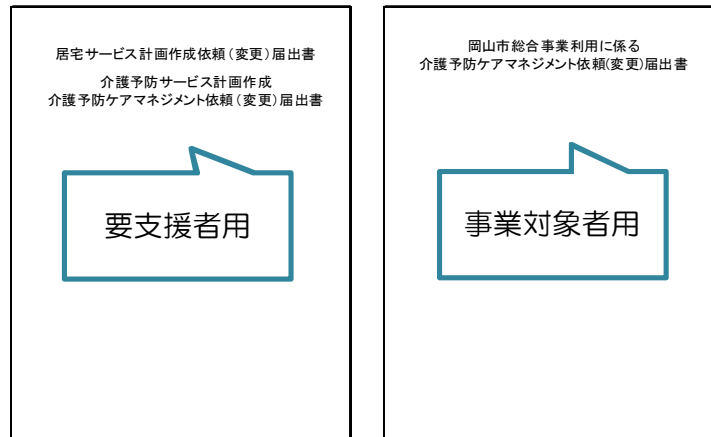 居宅サービス計画作成依頼（変更）届出書
介護予防サービス計画作成
介護予防ケアマネジメント依頼（変更）届出書
要支援者用
岡山市総合事業利用に係る
介護予防ケアマネジメント依頼(変更)届出書
事業対象者用